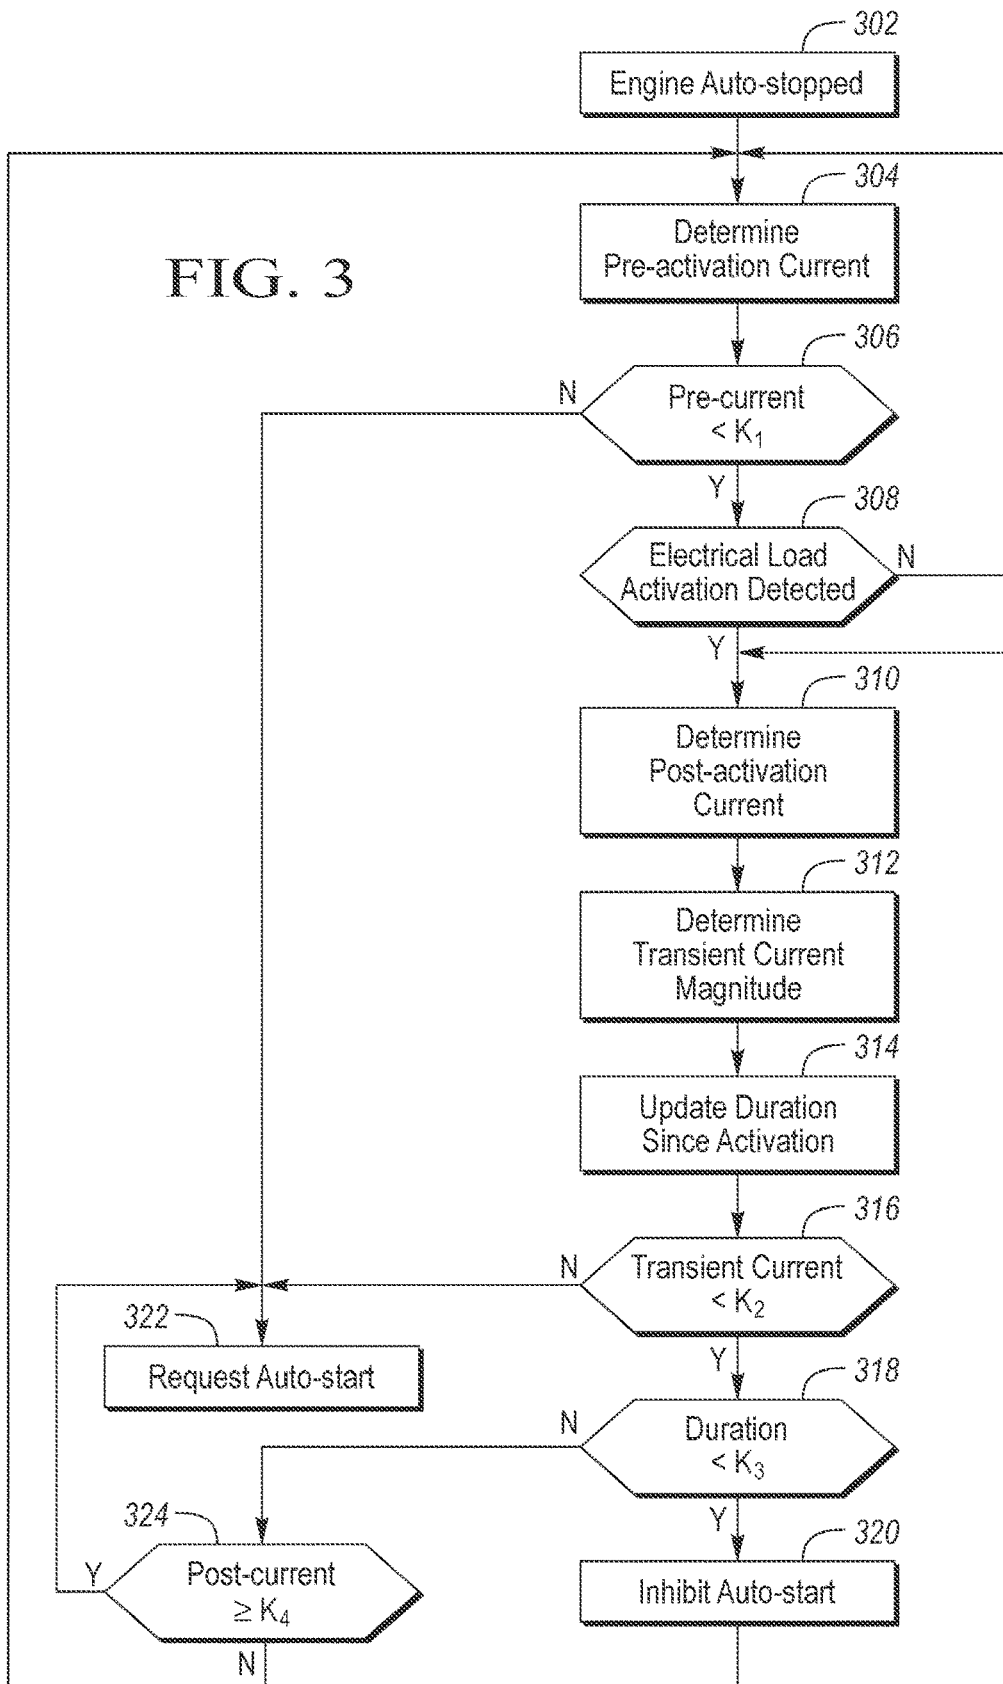 302
Engine Auto-stopped
304
Determine
Pre-activation Current
FIG. 3
306
N
Pre-current
< K1
Y
308
Electrical Load
Activation Detected
N
Y
310
Determine
Post-activation
Current
312
Determine
Transient Current
Magnitude
314
Update Duration
Since Activation
316
N
Transient Current
< K2
322
Request Auto-start
Y
318
N
Duration
< K3
324
Y
320
Y
Post-current
≥ K4
Inhibit Auto-start
N